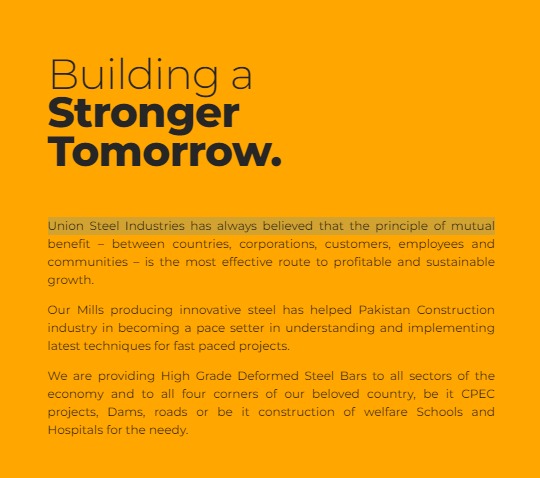 Building a
Stronger
Tomorrow.
Union Steel Industries has always believed that the principle of mutual
benefit – between countries, corporations, customers, employees and
communities – is the most effective route to profitable and sustainable
growth.
Our Mills producing innovative steel has helped Pakistan Construction
industry in becoming a pace setter in understanding and implementing
latest techniques for fast paced projects.
We are providing High Grade Deformed Steel Bars to all sectors of the
economy and to all four corners of our beloved country, be it CPEC
projects, Dams, roads or be it construction of welfare Schools and
Hospitals for the needy.